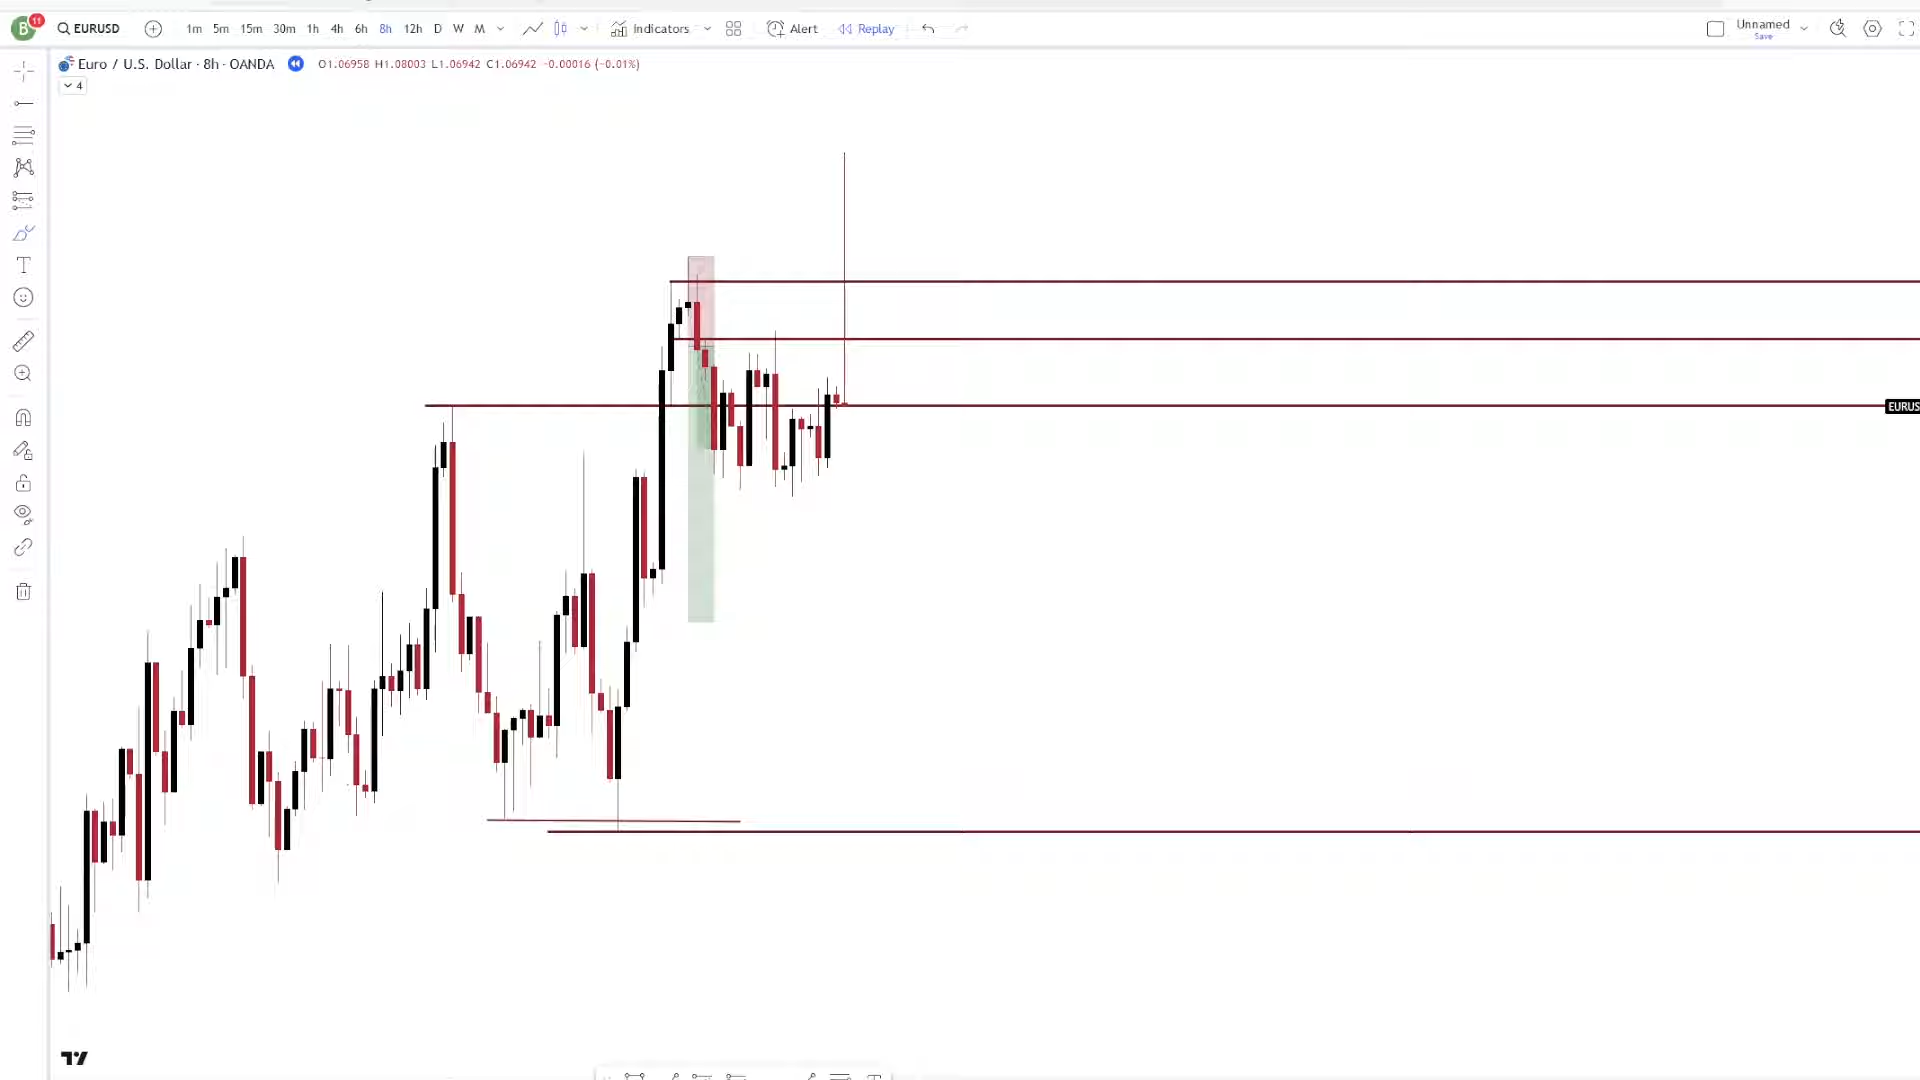 B 11 EURUSD 1m 5m 15m 30m 1h 4h 6h 8h 12h D W M Indicators Alert Replay Unnamed
Save
Euro / U.S. Dollar · 8h · OANDA O1.06958 H1.08003 L1.06942 C1.06942 -0.00016 (-0.01%)
4
EURUS